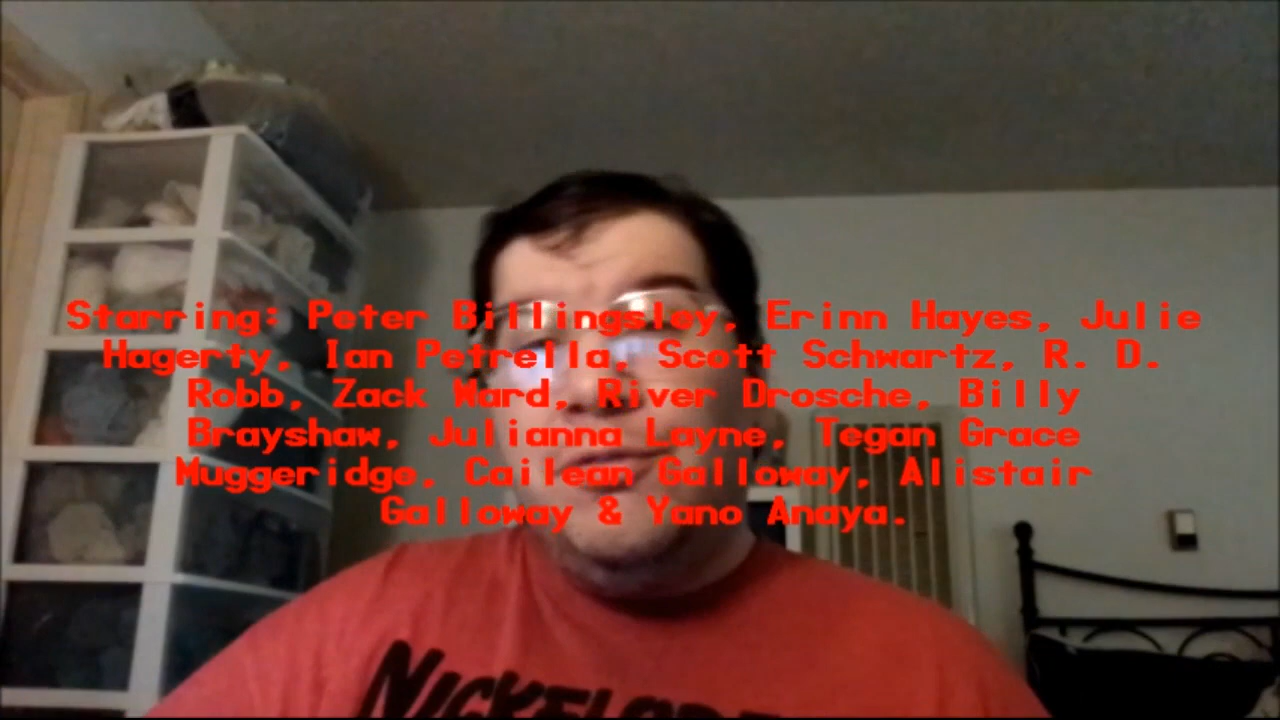 Starring: Peter Billingsley, Erinn Hayes, Julie
Hagerty, Ian Petrella, Scott Schwartz, R. D.
Robb, Zack Ward, River Drosche, Billy
Brayshaw, Julianna Layne, Tegan Grace
Muggeridge, Cailean Galloway, Alistair
Galloway & Yano Anaya.